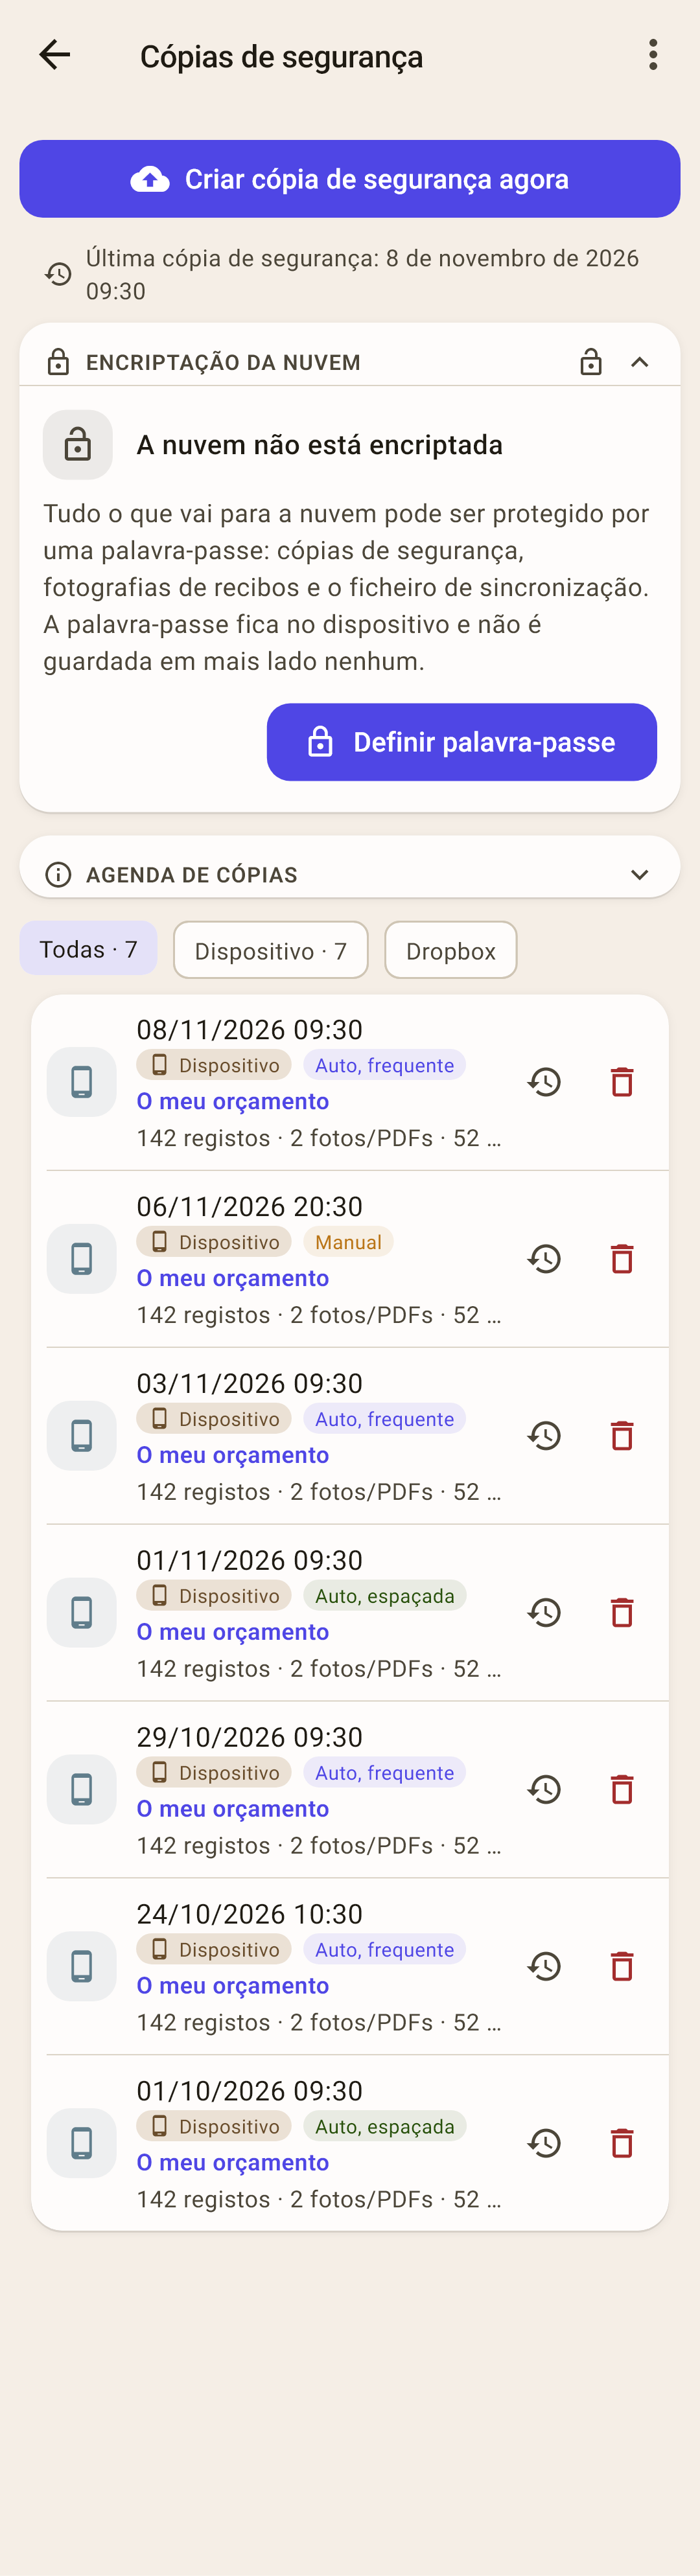 Cópias de segurança
Criar cópia de segurança agora
Última cópia de segurança: 8 de novembro de 2026
09:30
ENCRIPTAÇÃO DA NUVEM
A nuvem não está encriptada
Tudo o que vai para a nuvem pode ser protegido por
uma palavra-passe: cópias de segurança,
fotografias de recibos e o ficheiro de sincronização.
A palavra-passe fica no dispositivo e não é
guardada em mais lado nenhum.
Definir palavra-passe
AGENDA DE CÓPIAS
Todas · 7
Dispositivo · 7
Dropbox
08/11/2026 09:30
Dispositivo
Auto, frequente
O meu orçamento
142 registos · 2 fotos/PDFs · 52 ...
06/11/2026 20:30
Dispositivo
Manual
O meu orçamento
142 registos · 2 fotos/PDFs · 52 ...
03/11/2026 09:30
Dispositivo
Auto, frequente
O meu orçamento
142 registos · 2 fotos/PDFs · 52 ...
01/11/2026 09:30
Dispositivo
Auto, espaçada
O meu orçamento
142 registos · 2 fotos/PDFs · 52 ...
29/10/2026 09:30
Dispositivo
Auto, frequente
O meu orçamento
142 registos · 2 fotos/PDFs · 52 ...
24/10/2026 10:30
Dispositivo
Auto, frequente
O meu orçamento
142 registos · 2 fotos/PDFs · 52 ...
01/10/2026 09:30
Dispositivo
Auto, espaçada
O meu orçamento
142 registos · 2 fotos/PDFs · 52 ...